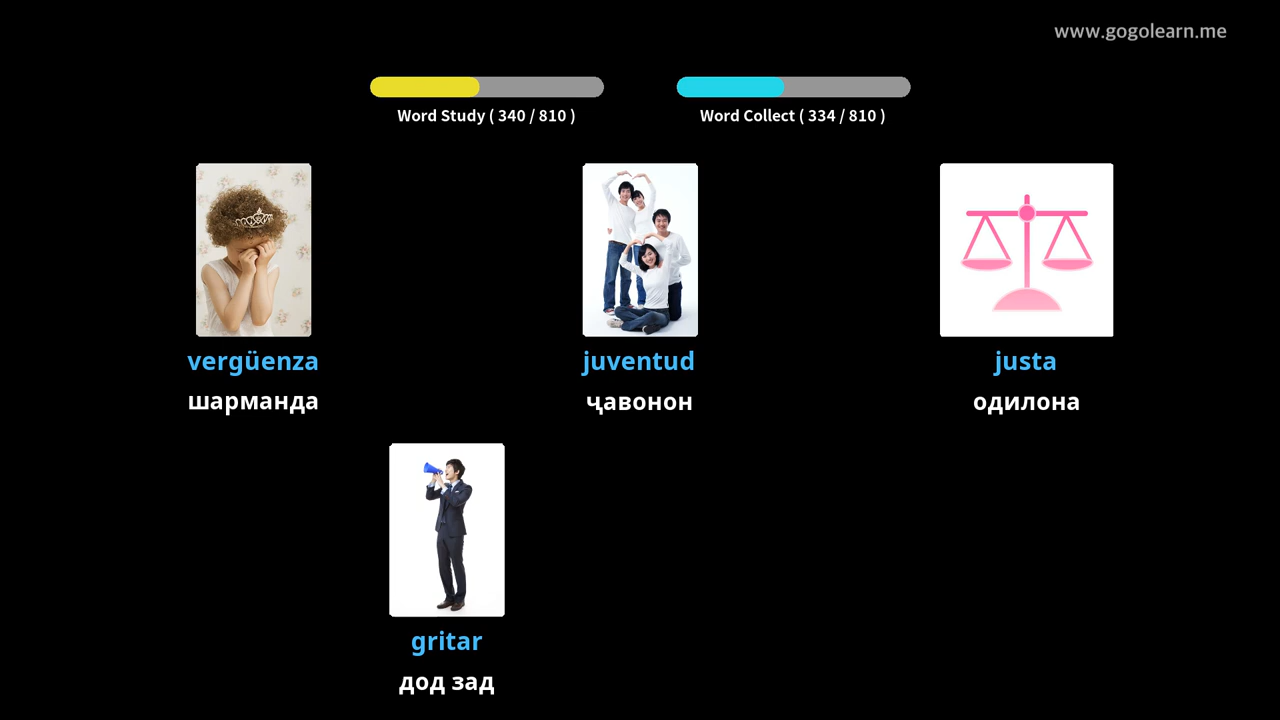 www.gogolearn.me
Word Study ( 340 / 810 )
Word Collect ( 334 / 810 )
vergüenza
шарманда
juventud
ҷавонон
justa
одилона
gritar
дод зад